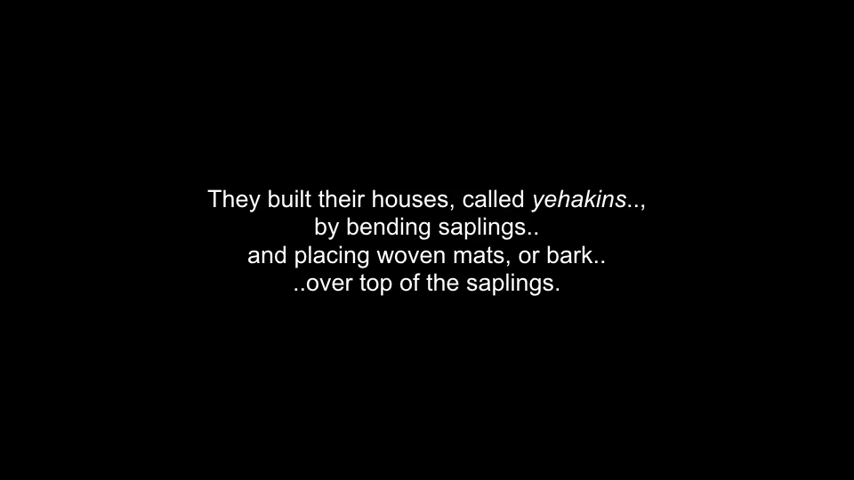 They built their houses, called yehakins..,
by bending saplings..
and placing woven mats, or bark..
..over top of the saplings.